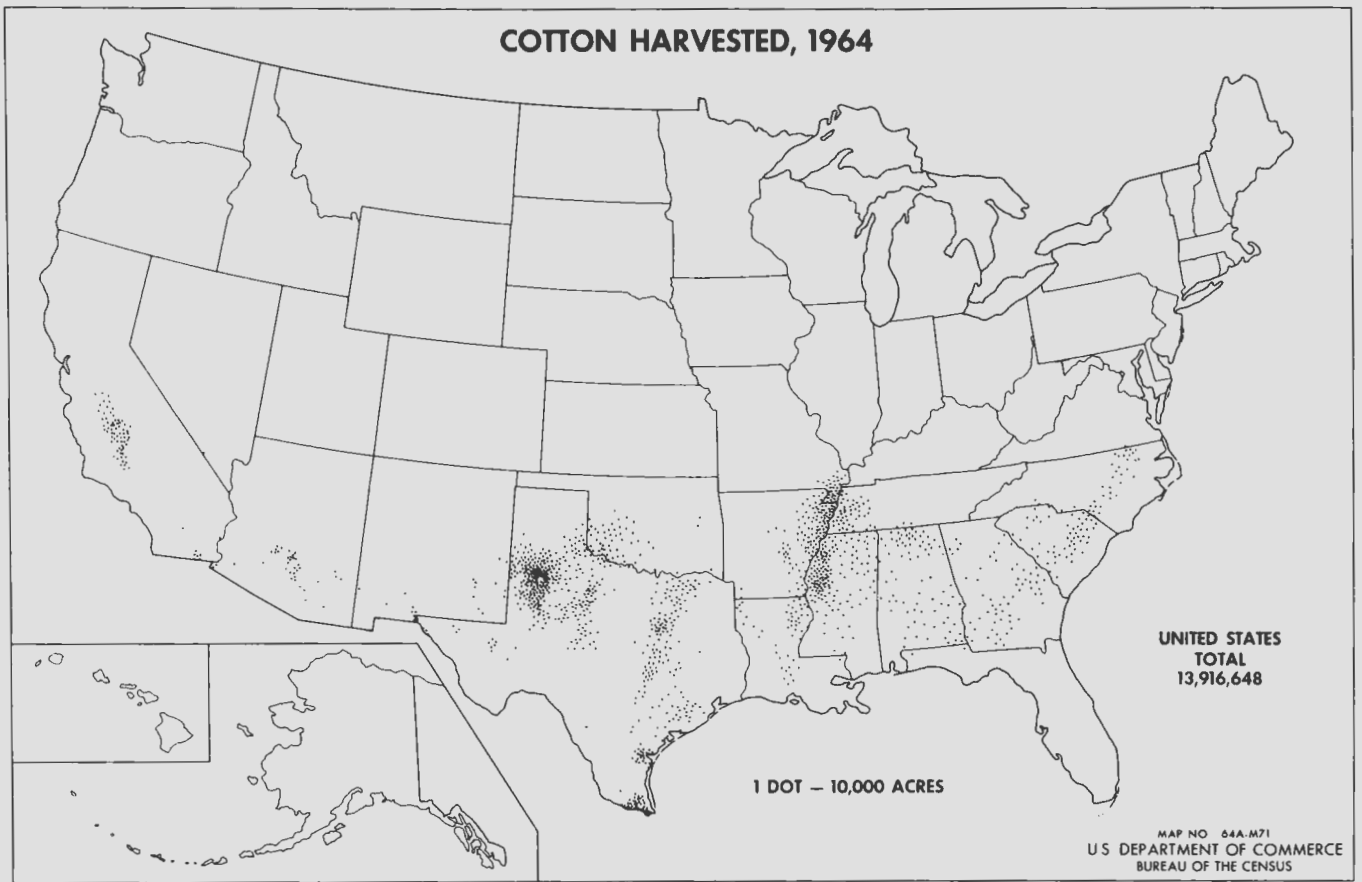 COTTON HARVESTED, 1964
UNITED STATES
TOTAL
13,916,648
1 DOT – 10,000 ACRES
MAP NO 64A-M71
U S DEPARTMENT OF COMMERCE
BUREAU OF THE CENSUS